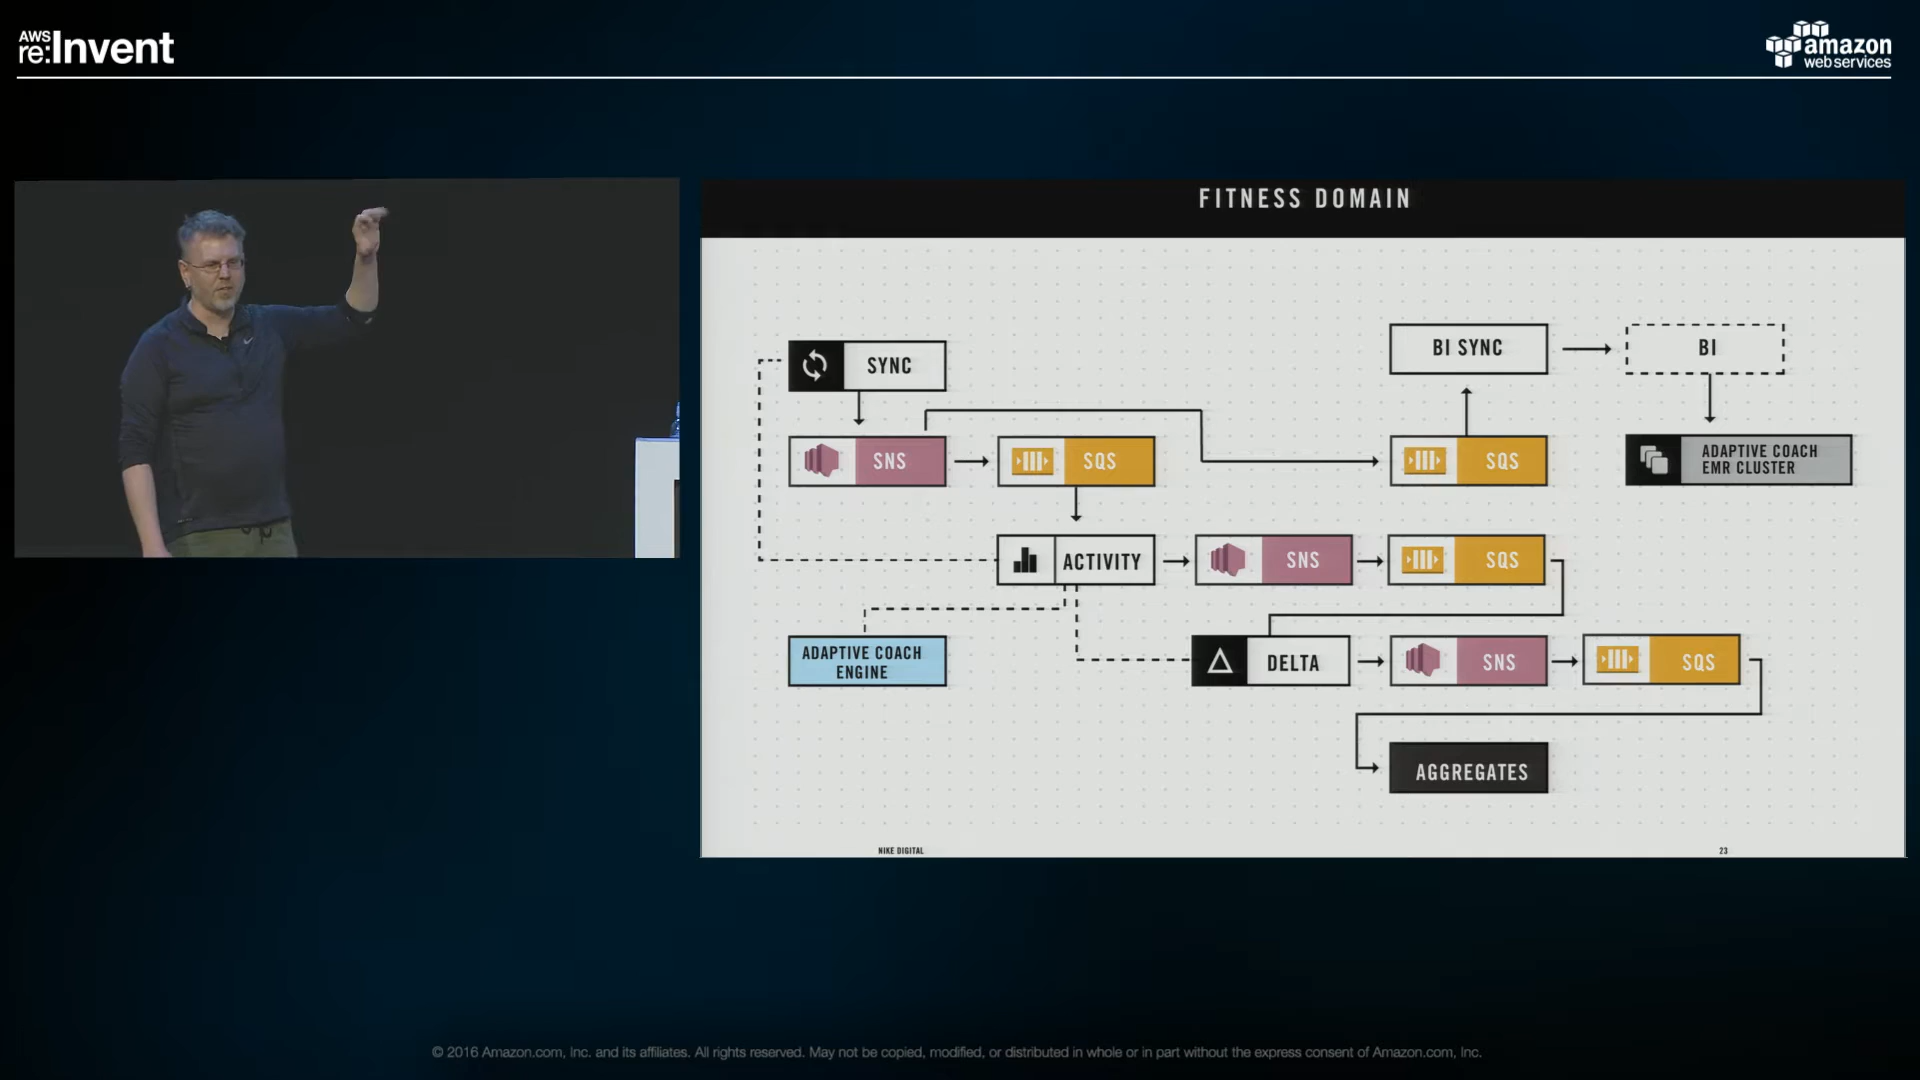 AWS
re:Invent
amazon
web services
FITNESS DOMAIN
SYNC
BI SYNC
BI
SNS
SQS
SQS
ADAPTIVE COACH
EMR CLUSTER
ACTIVITY
SNS
SQS
ADAPTIVE COACH
ENGINE
DELTA
SNS
SQS
AGGREGATES
NIKE DIGITAL
23
© 2016 Amazon.com, Inc. and its affiliates. All rights reserved. May not be copied, modified, or distributed in whole or in part without the express consent of Amazon.com, Inc.